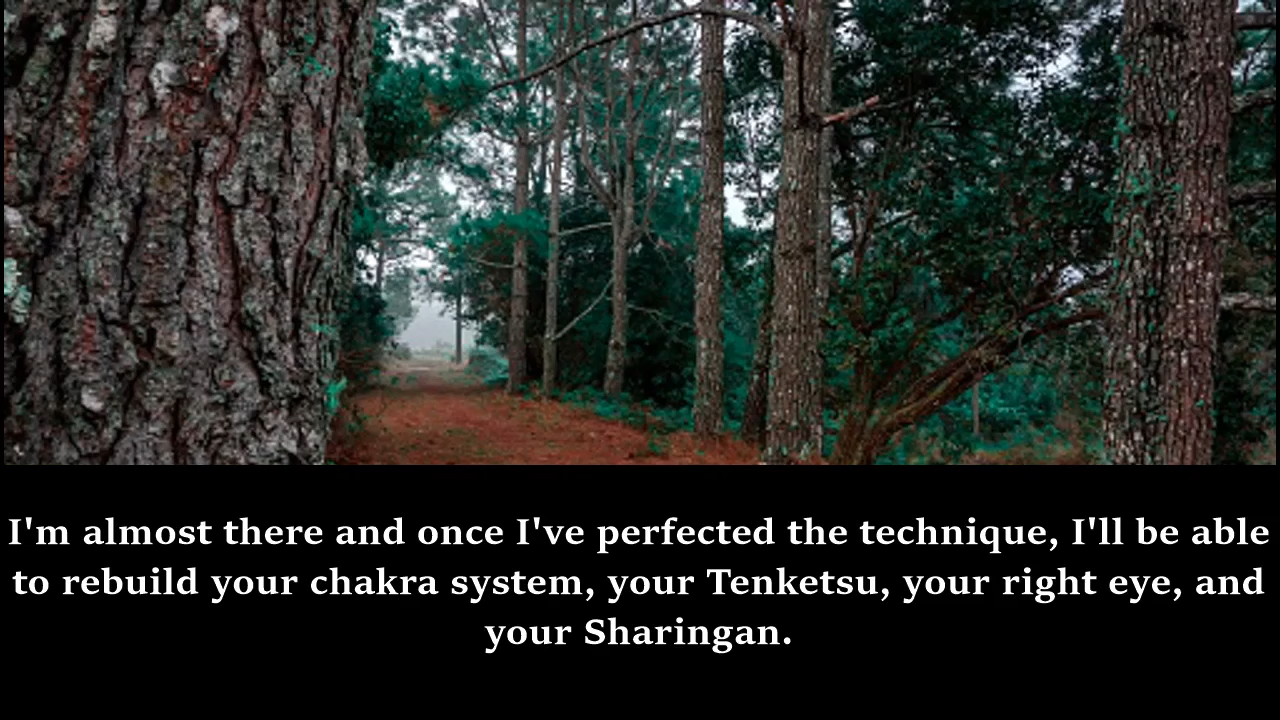 I'm almost there and once I've perfected the technique, I'll be able
to rebuild your chakra system, your Tenketsu, your right eye, and
your Sharingan.